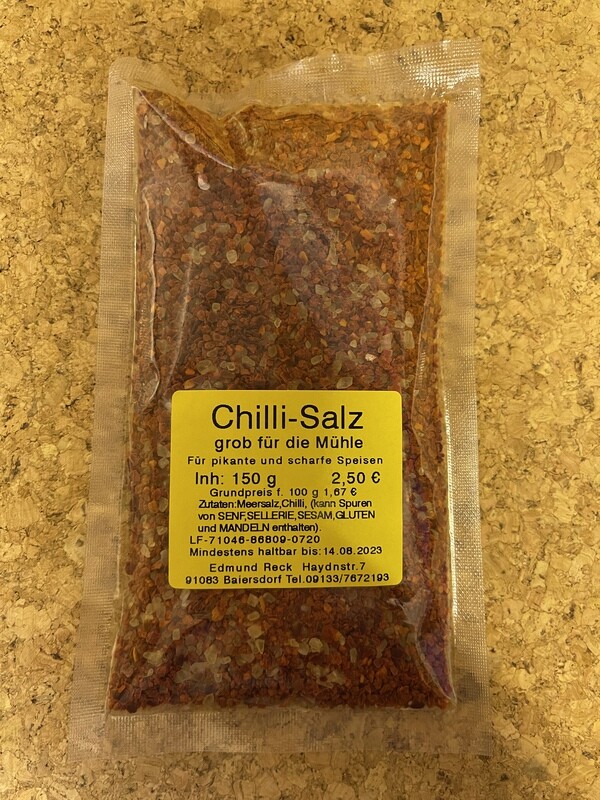 Chilli-Salz
grob für die Mühle
Für pikante und scharfe Speisen
Inh: 150 g 2,50 €
Grundpreis f. 100 g 1,67 €
Zutaten:Meersalz,Chilli, (kann Spuren
von SENF,SELLERIE,SESAM,GLUTEN
und MANDELN enthalten).
LF-71046-86809-0720
Mindestens haltbar bis:14.08.2023
Edmund Reck Haydnstr.7
91083 Baiersdorf Tel.09133/7672193